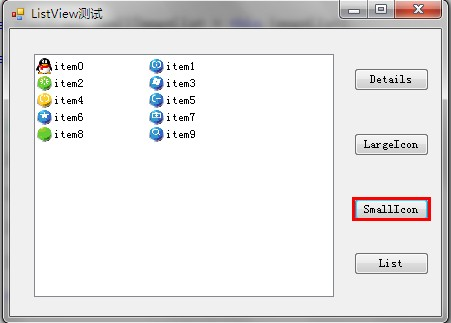 ListView测试
item0 item1
item2 item3
item4 item5
item6 item7
item8 item9
Details
LargeIcon
SmallIcon
List